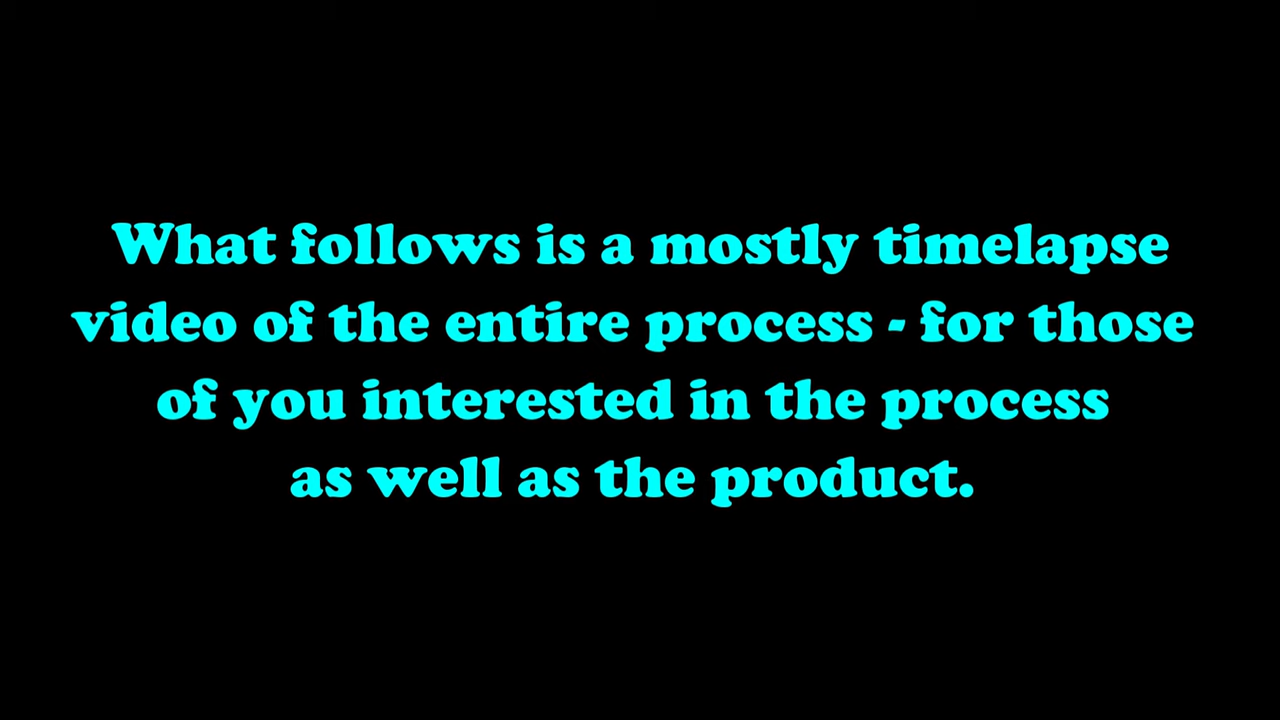 What follows is a mostly timelapse
video of the entire process - for those
of you interested in the process
as well as the product.